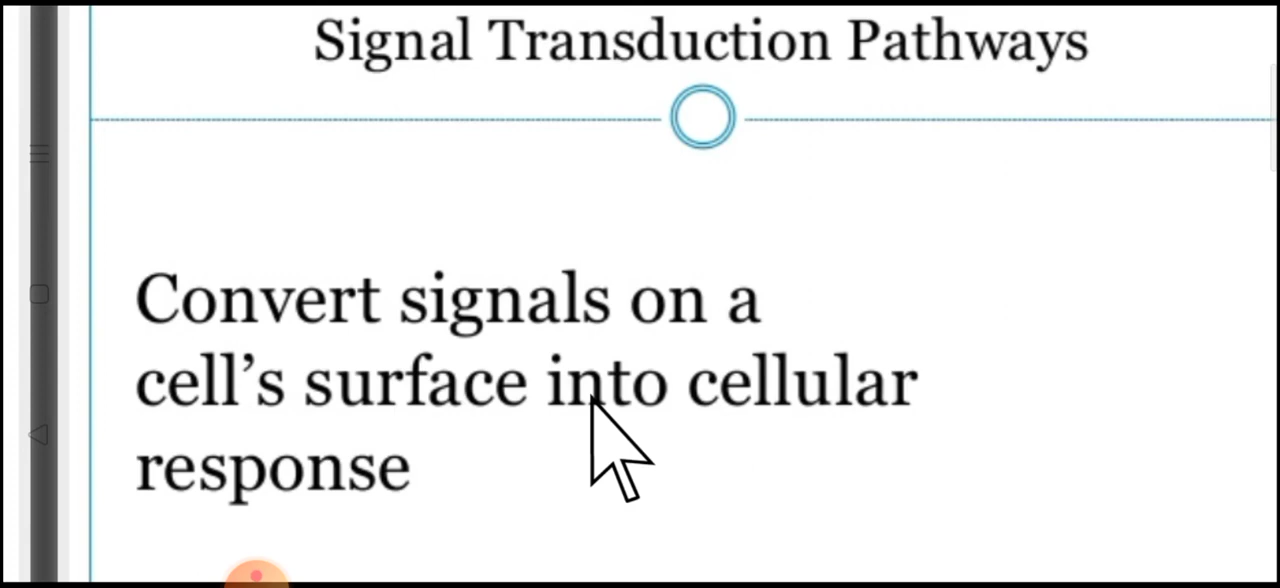 Signal Transduction Pathways
Convert signals on a
cell’s surface into cellular
response